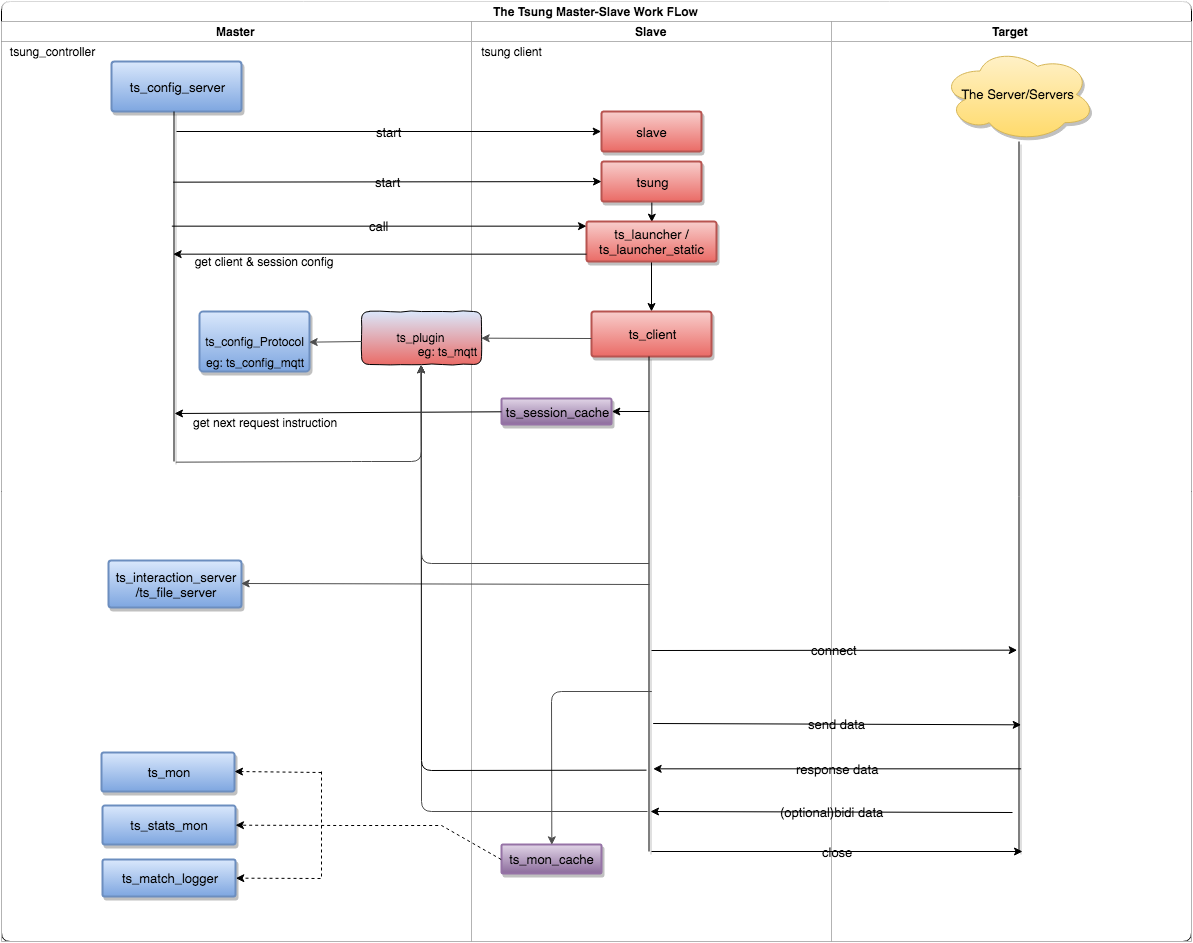 The Tsung Master-Slave Work FLow
Master
Slave
Target
tsung_controller
tsung client
ts_config_server
The Server/Servers
start
slave
start
tsung
call
ts_launcher /
ts_launcher_static
get client & session config
ts_config_Protocol
eg: ts_config_mqtt
ts_plugin
eg: ts_mqtt
ts_client
ts_session_cache
get next request instruction
ts_interaction_server
/ts_file_server
connect
send data
ts_mon
response data
(optional)bidi data
ts_stats_mon
close
ts_mon_cache
ts_match_logger